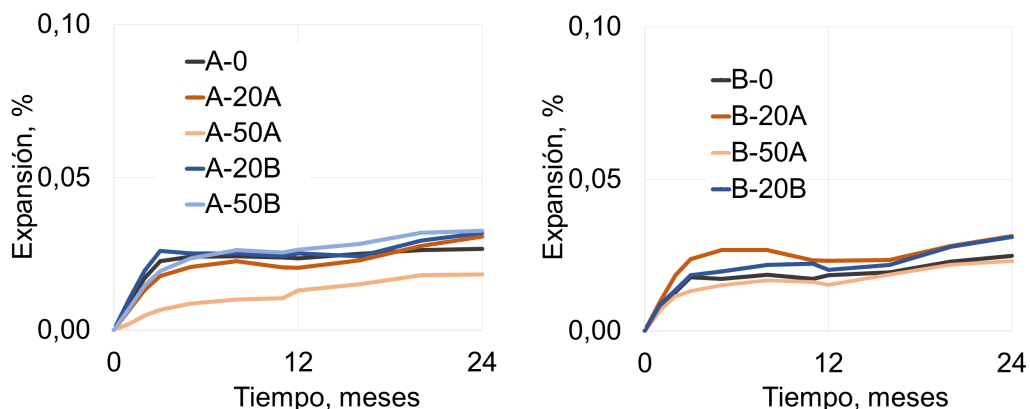 0,10
A-0
A-20A
A-50A
A-20B
A-50B
0,05
0,00
Expansión, %
0
12
24
Tiempo, meses
0,10
B-0
B-20A
B-50A
B-20B
0,05
0,00
Expansión, %
0
12
24
Tiempo, meses